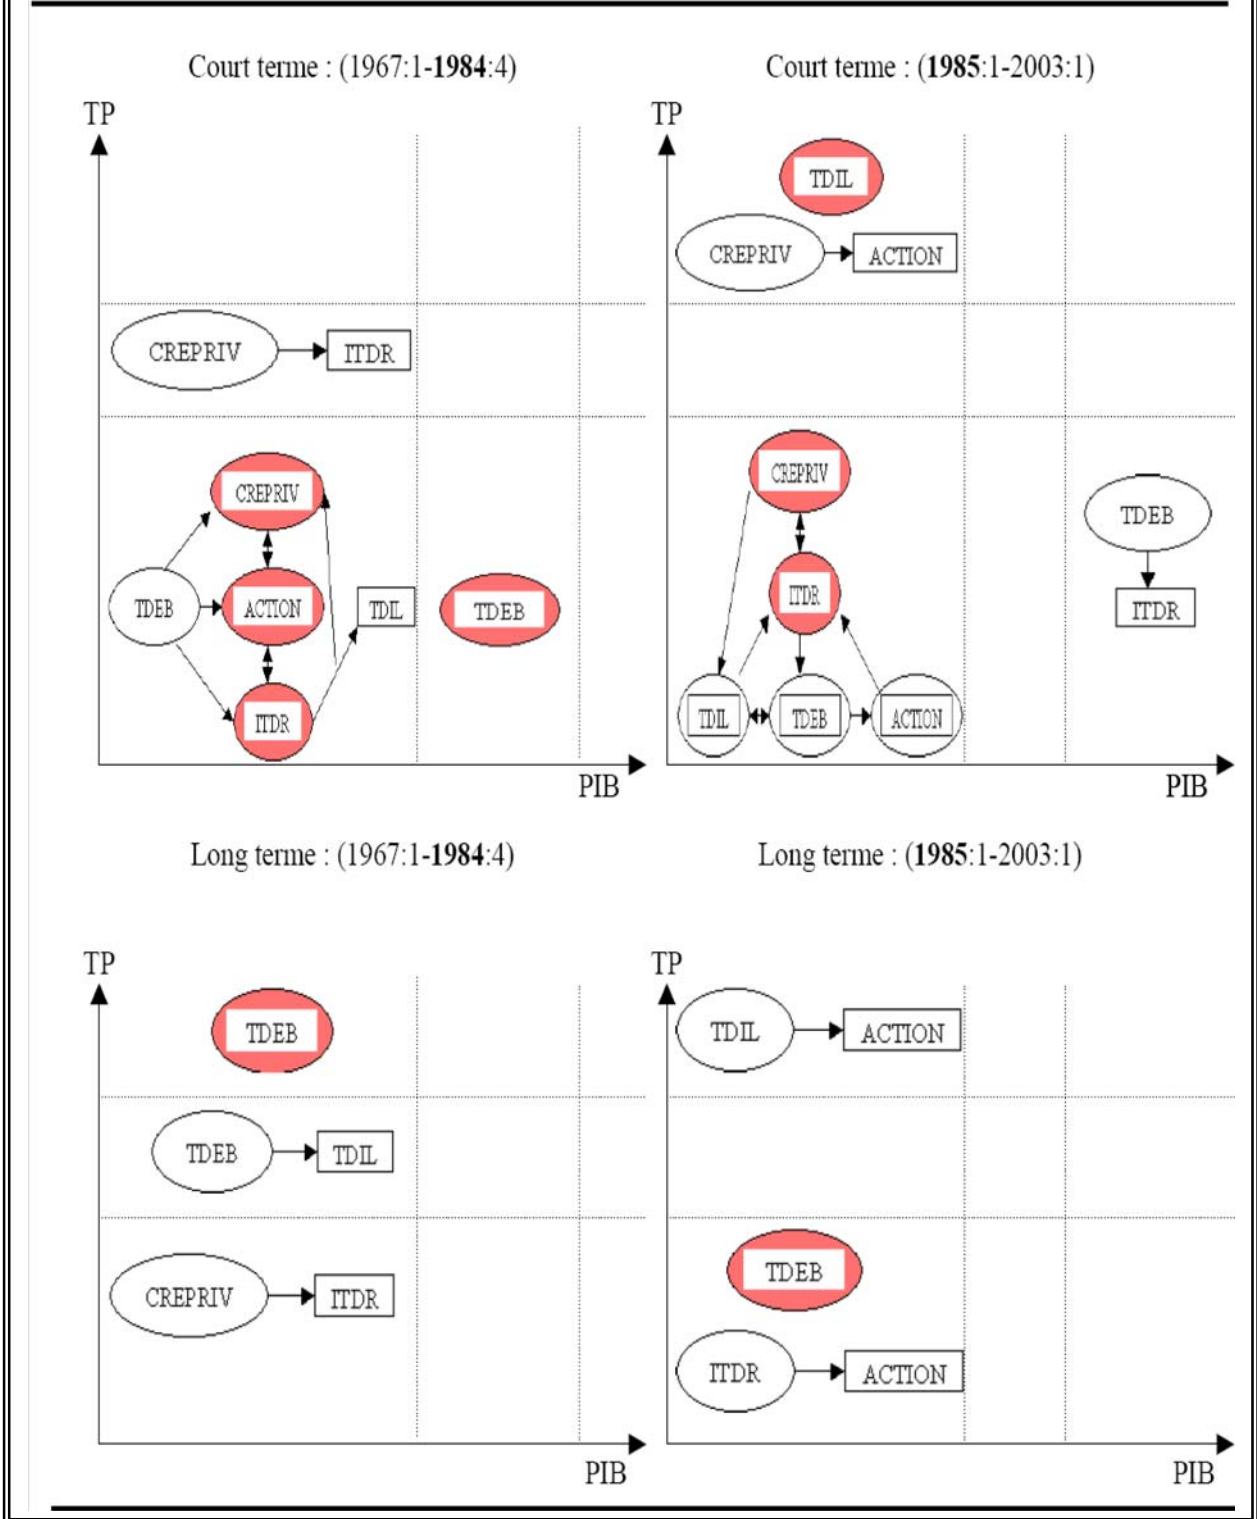 Court terme : (1967:1-1984:4)
Court terme : (1985:1-2003:1)
TP
TP
TDIL
CREPRIV
ACTION
CREPRIV
ITDR
CREPRIV
CREPRIV
TDEB
ACTION
TDIL
TDEB
ITDR
TDEB
ITDR
ITDR
TDIL
TDEB
ACTION
PIB
PIB
Long terme : (1967:1-1984:4)
Long terme : (1985:1-2003:1)
TP
TP
TDEB
TDIL
ACTION
TDEB
TDIL
TDEB
CREPRIV
ITDR
ITDR
ACTION
PIB
PIB